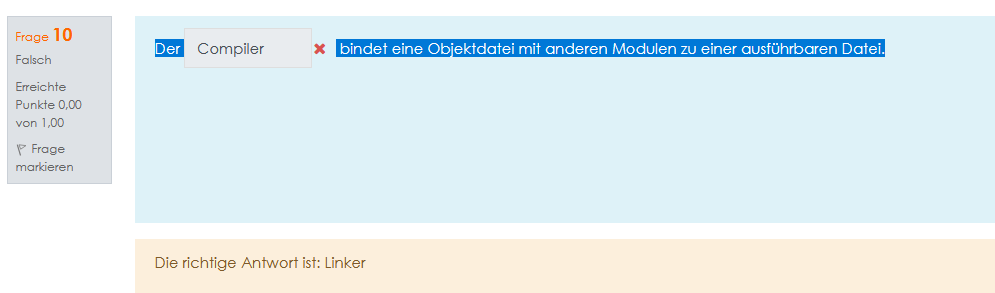 Frage 10
Falsch
Erreichte
Punkte 0,00
von 1,00
Frage
markieren
Der Compiler bindet eine Objektdatei mit anderen Modulen zu einer ausführbaren Datei.
Die richtige Antwort ist: Linker